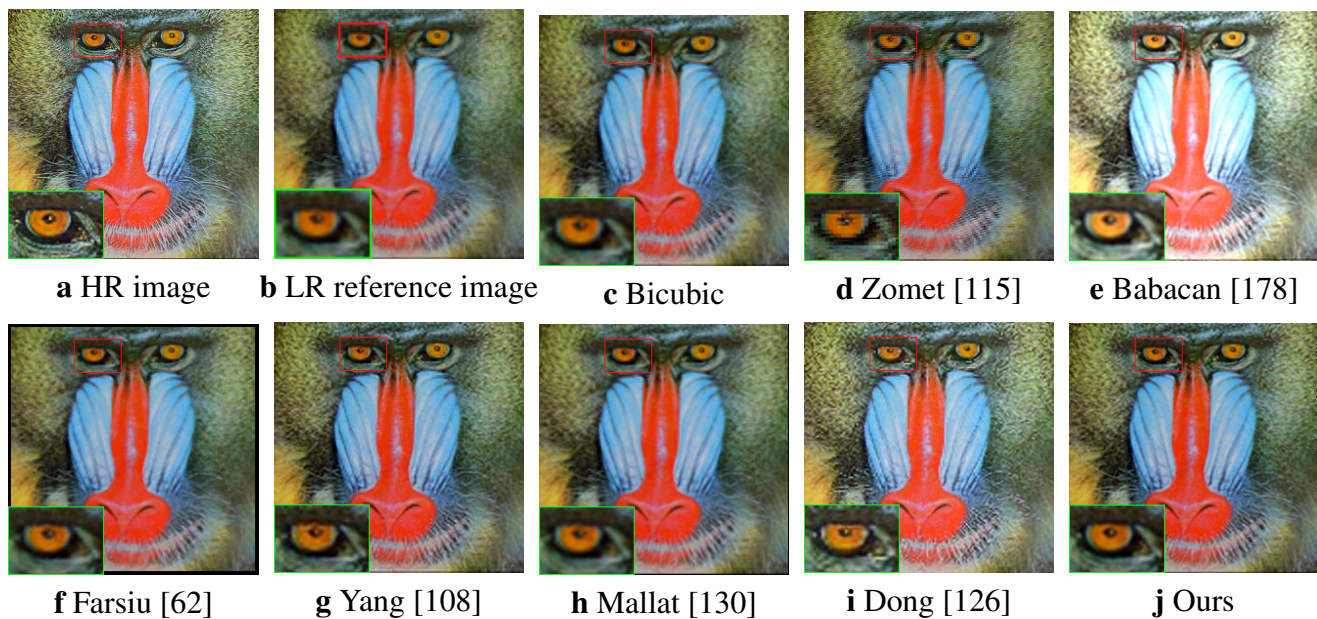 a HR image
b LR reference image
c Bicubic
d Zomet [115]
e Babacan [178]
f Farsiu [62]
g Yang [108]
h Mallat [130]
i Dong [126]
j Ours